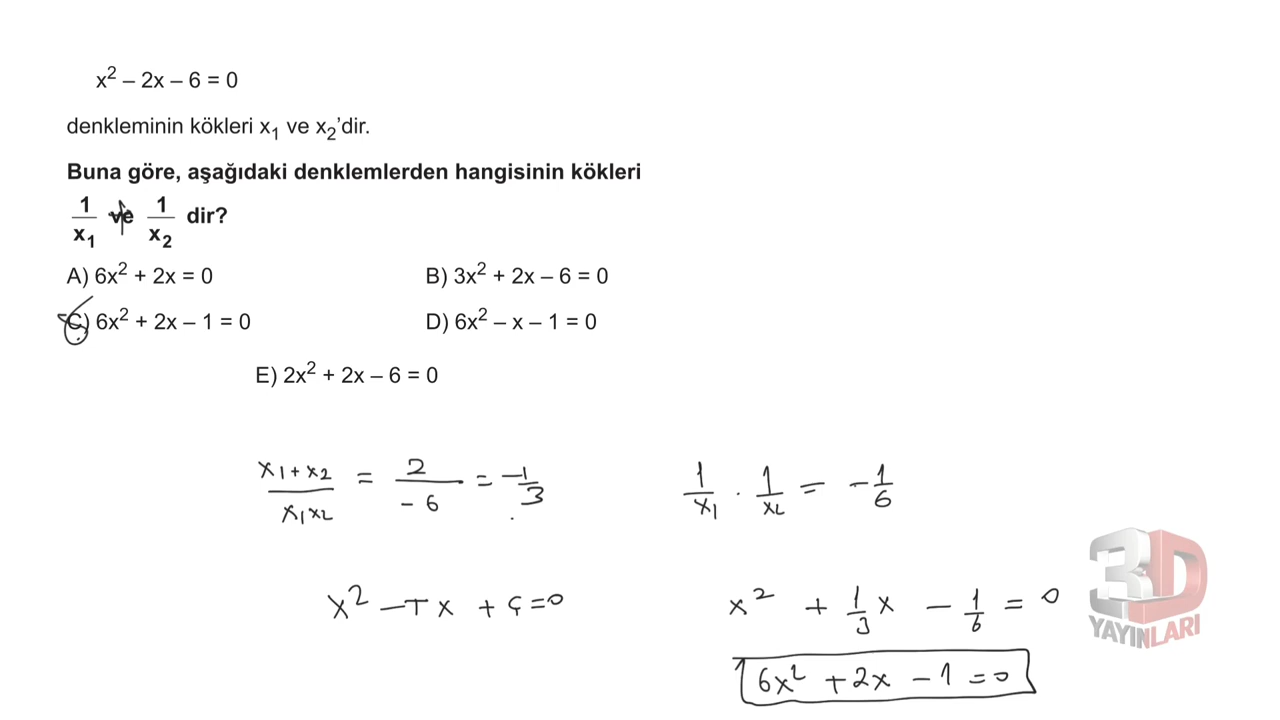 x² – 2x – 6 = 0
denkleminin kökleri x₁ ve x₂'dir.
Buna göre, aşağıdaki denklemlerden hangisinin kökleri
1/x₁ ve 1/x₂ dir?
A) 6x² + 2x = 0
B) 3x² + 2x – 6 = 0
C) 6x² + 2x – 1 = 0
D) 6x² – x – 1 = 0
E) 2x² + 2x – 6 = 0
(x₁+x₂)/(x₁x₂) = 2/–6 = –1/3
1/x₁ · 1/x₂ = –1/6
x² – Tx + Ç = 0
x² + 1/3 x – 1/6 = 0
6x² + 2x – 1 = 0
3D
YAYINLARI